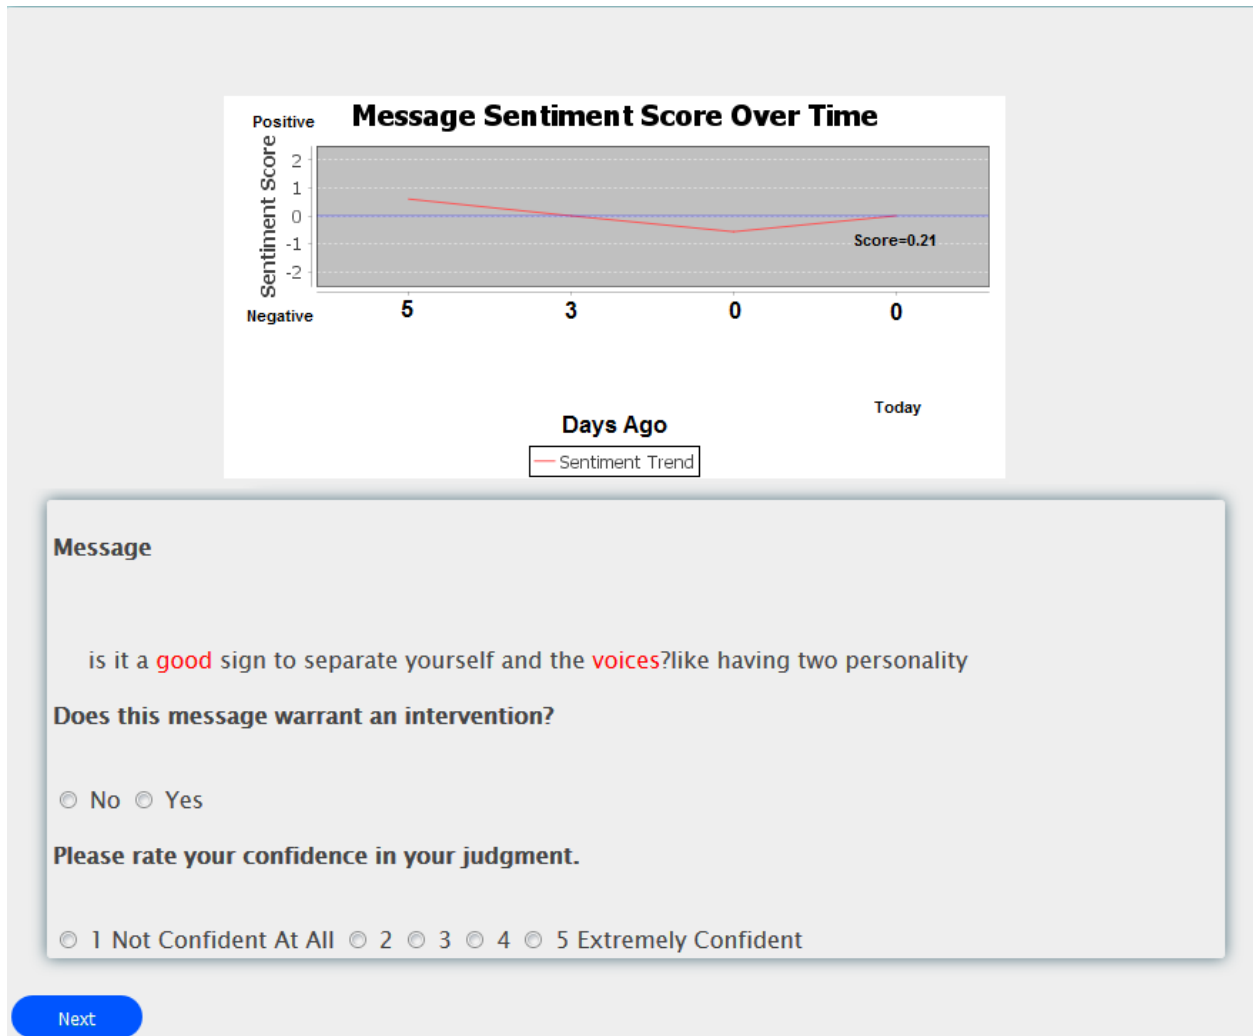 Message Sentiment Score Over Time
Positive
Sentiment Score
2
1
0
-1
-2
Negative
Score=0.21
5 3 0 0
Today
Days Ago
Sentiment Trend
Message
is it a good sign to separate yourself and the voices?like having two personality
Does this message warrant an intervention?
No Yes
Please rate your confidence in your judgment.
1 Not Confident At All 2 3 4 5 Extremely Confident
Next